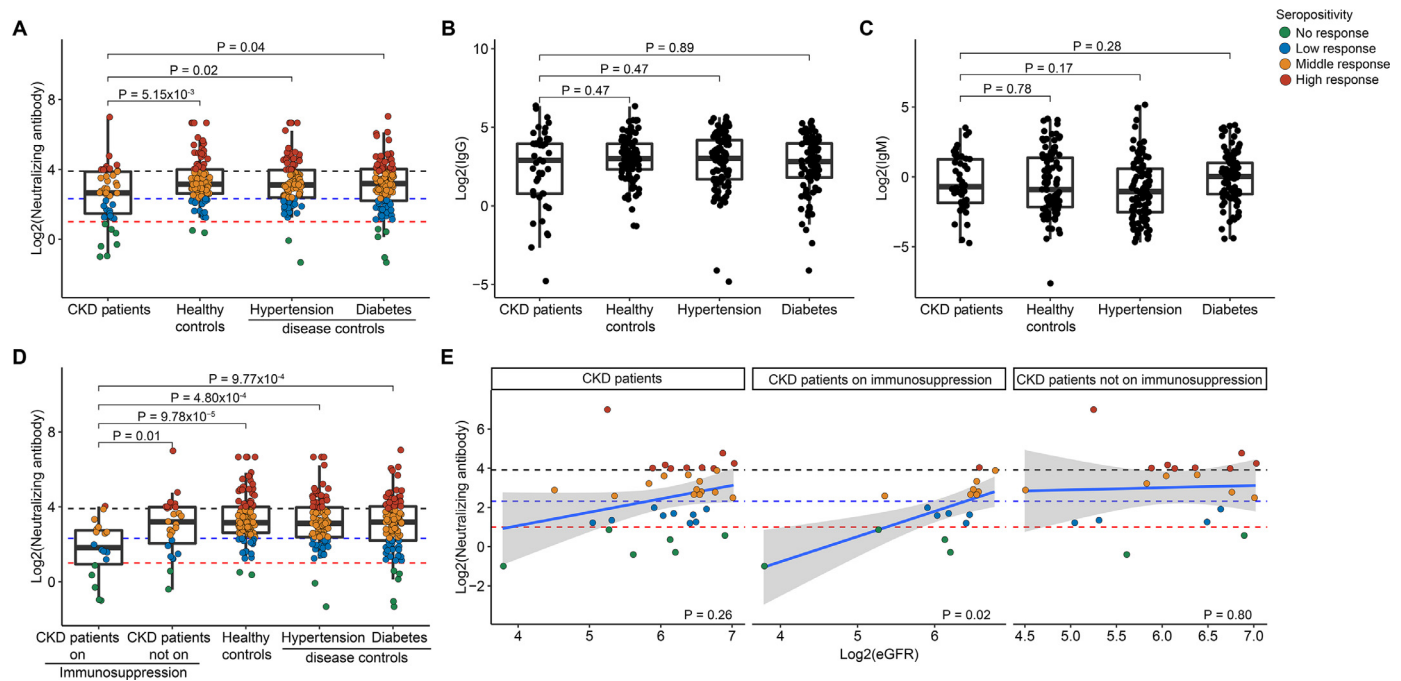 Seropositivity
No response
Low response
Middle response
High response
A
P = 0.04
P = 0.02
P = 5.15x10⁻³
Log2(Neutralizing antibody)
8
4
0
CKD patients
Healthy
controls
Hypertension
Diabetes
disease controls
B
P = 0.89
P = 0.47
P = 0.47
Log2(IgG)
10
5
0
−5
CKD patients
Healthy
controls
Hypertension
Diabetes
C
P = 0.28
P = 0.17
P = 0.78
Log2(IgM)
5
0
−5
CKD patients
Healthy
controls
Hypertension
Diabetes
D
P = 9.77x10⁻⁴
P = 4.80x10⁻⁴
P = 9.78x10⁻⁵
P = 0.01
Log2(Neutralizing antibody)
8
4
0
CKD patients
on
CKD patients
not on
Immunosuppression
Healthy
controls
Hypertension
Diabetes
disease controls
E
CKD patients
CKD patients on immunosuppression
CKD patients not on immunosuppression
Log2(Neutralizing antibody)
6
4
2
0
−2
P = 0.26
P = 0.02
P = 0.80
4 5 6 7
4 5 6
4.5 5.0 5.5 6.0 6.5 7.0
Log2(eGFR)